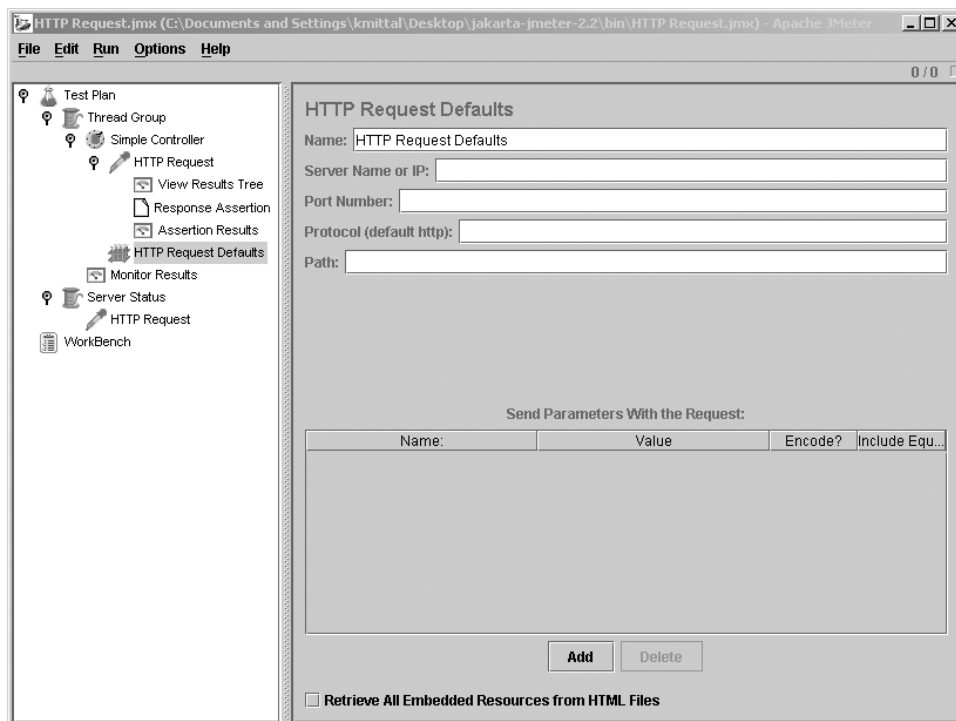 HTTP Request.jmx (C:\Documents and Settings\kmittal\Desktop\jakarta-jmeter-2.2\bin\HTTP Request.jmx) - Apache JMeter
File Edit Run Options Help
0 / 0
Test Plan
Thread Group
Simple Controller
HTTP Request
View Results Tree
Response Assertion
Assertion Results
HTTP Request Defaults
Monitor Results
Server Status
HTTP Request
WorkBench
HTTP Request Defaults
Name: HTTP Request Defaults
Server Name or IP:
Port Number:
Protocol (default http):
Path:
Send Parameters With the Request:
Name: Value Encode? Include Equ...
Add Delete
Retrieve All Embedded Resources from HTML Files